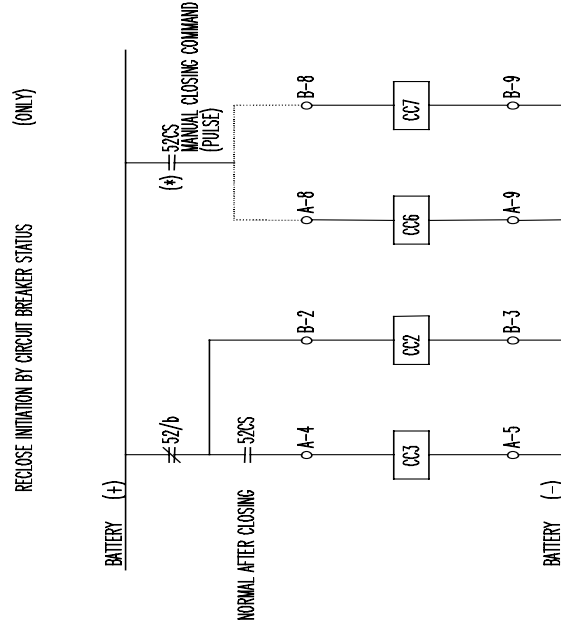 RECLOSE INITIATION BY CIRCUIT BREAKER STATUS (ONLY)
BATTERY (+)
52/b
(*) 52CS
MANUAL CLOSING COMMAND
(PULSE)
NORMAL AFTER CLOSING
52CS
A-4
B-2
A-8
B-8
CC3
CC2
CC6
CC7
A-5
B-3
A-9
B-9
BATTERY (-)